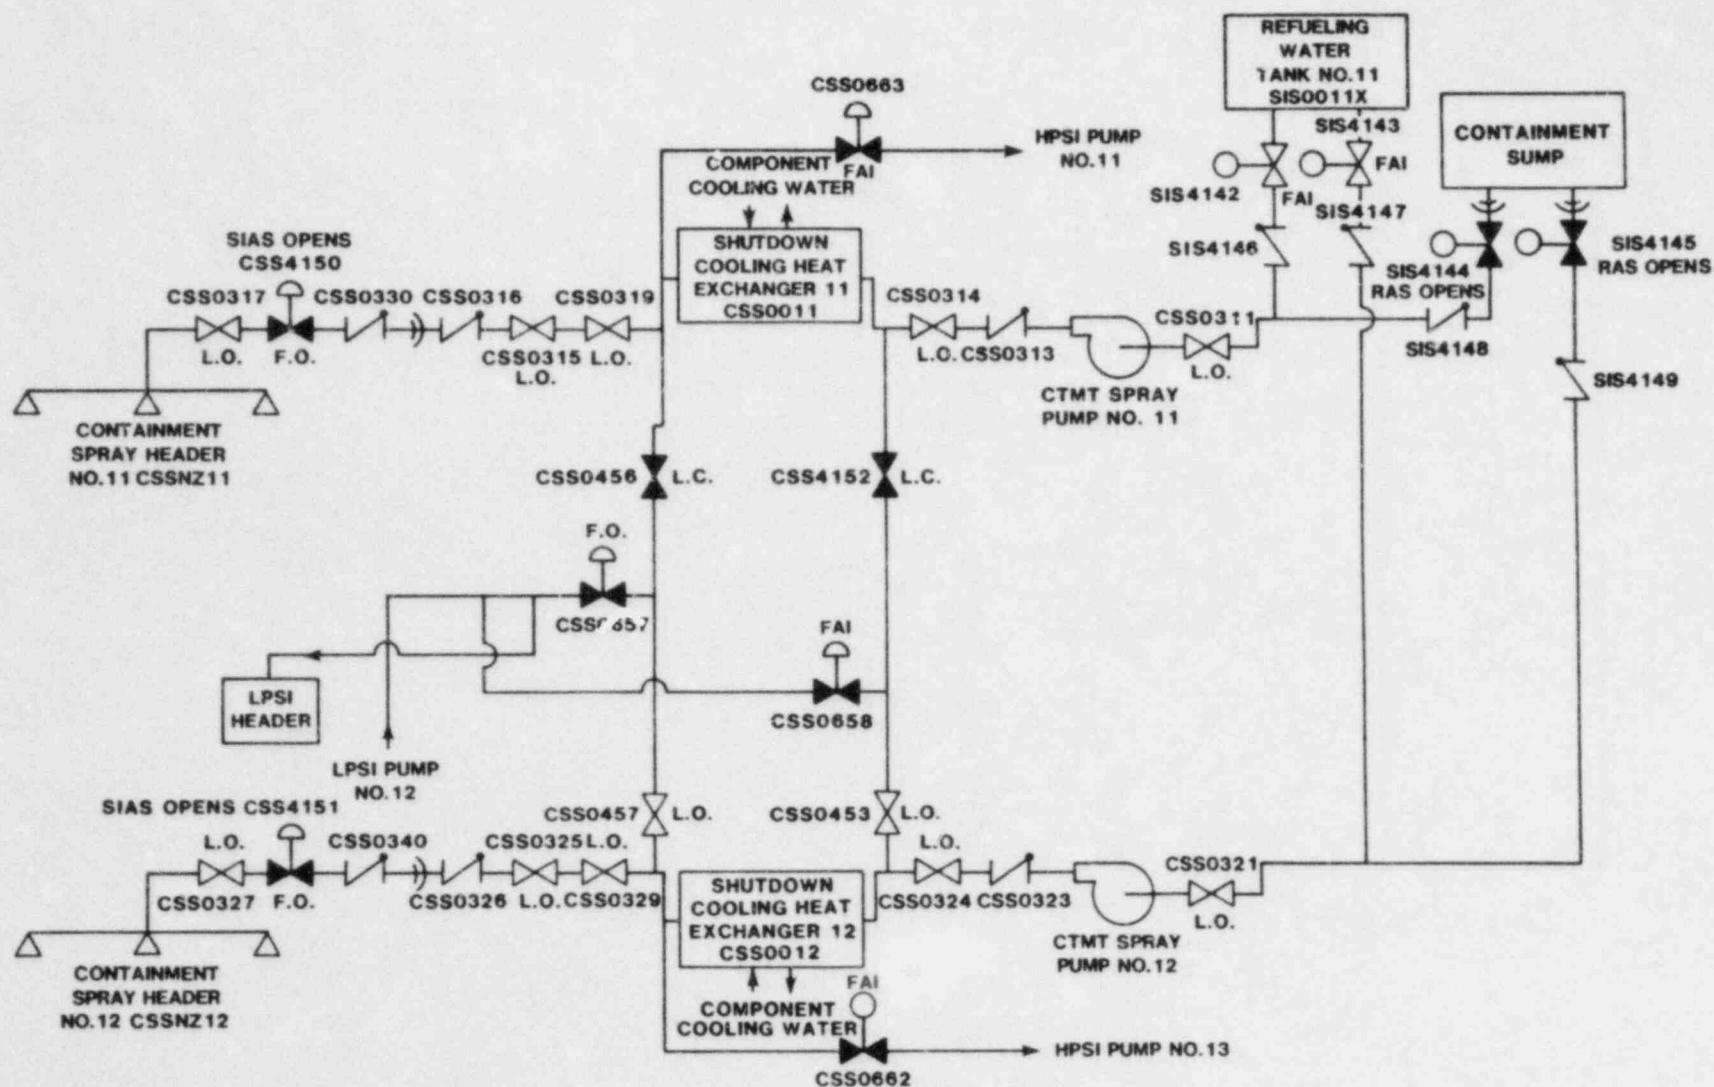 REFUELING
WATER
TANK NO.11
SIS0011X
CSS0663
SIS4143
CONTAINMENT
SUMP
HPSI PUMP
NO.11
COMPONENT
COOLING WATER
FAI
FAI
SIS4142
FAI
SIS4147
SIS4146
SIS4144
RAS OPENS
SIS4145
RAS OPENS
SIAS OPENS
CSS4150
SHUTDOWN
COOLING HEAT
EXCHANGER 11
CSS0011
CSS0317
CSS0330
CSS0316
CSS0319
CSS0314
CSS0311
L.O.
F.O.
CSS0315
L.O.
L.O.
L.O.
CSS0313
L.O.
SIS4148
SIS4149
CTMT SPRAY
PUMP NO. 11
CONTAINMENT
SPRAY HEADER
NO.11 CSSNZ11
CSS0456
L.C.
CSS4152
L.C.
F.O.
FAI
CSS0658
LPSI
HEADER
LPSI PUMP
NO.12
SIAS OPENS CSS4151
CSS0457
L.O.
CSS0453
L.O.
L.O.
CSS0340
CSS0325
L.O.
L.O.
CSS0321
CSS0327
F.O.
CSS0326
L.O.
CSS0329
SHUTDOWN
COOLING HEAT
EXCHANGER 12
CSS0012
CSS0324
CSS0323
L.O.
CTMT SPRAY
PUMP NO.12
CONTAINMENT
SPRAY HEADER
NO.12 CSSNZ12
COMPONENT
COOLING WATER
FAI
HPSI PUMP NO.13
CSS0662